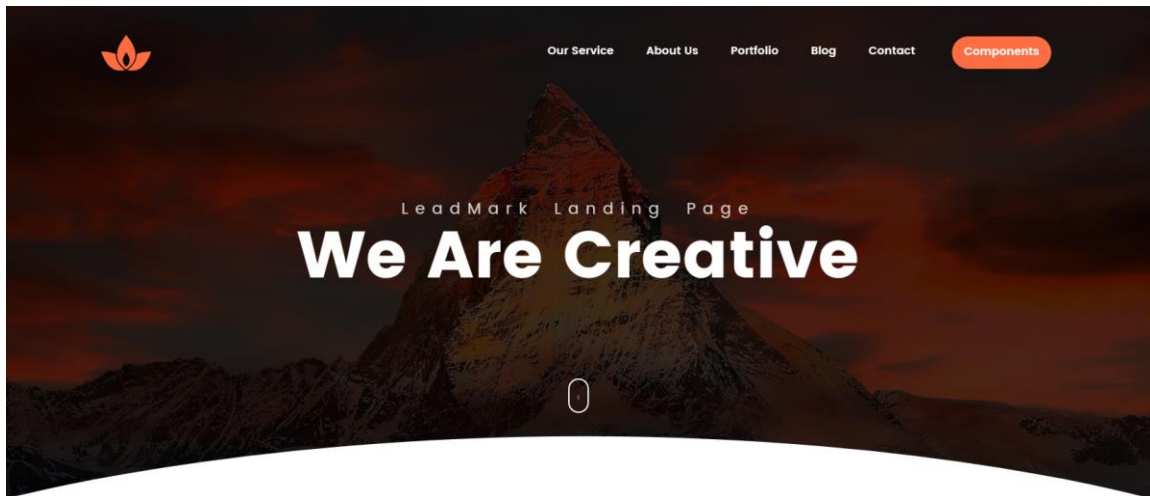 Our Service About Us Portfolio Blog Contact Components
LeadMark Landing Page
We Are Creative